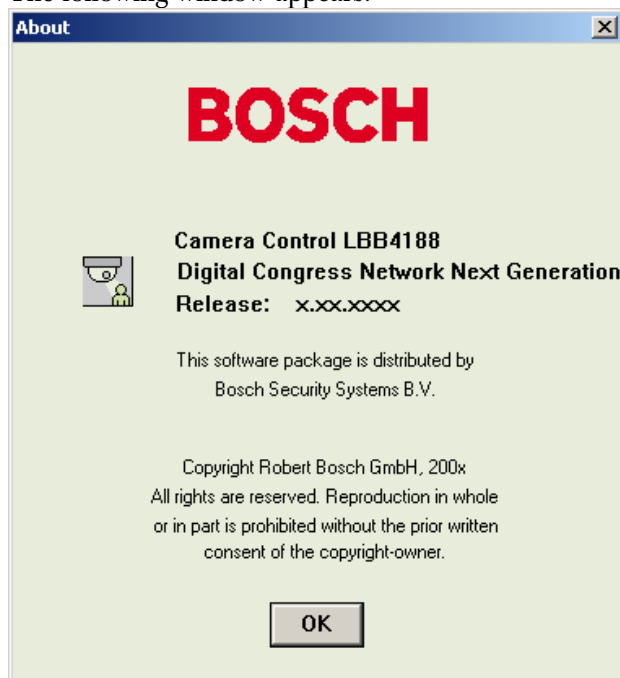 The following window appears:
About
BOSCH
Camera Control LBB4188
Digital Congress Network Next Generation
Release: x.xx.xxxx
This software package is distributed by
Bosch Security Systems B.V.
Copyright Robert Bosch GmbH, 200x
All rights are reserved. Reproduction in whole
or in part is prohibited without the prior written
consent of the copyright-owner.
OK